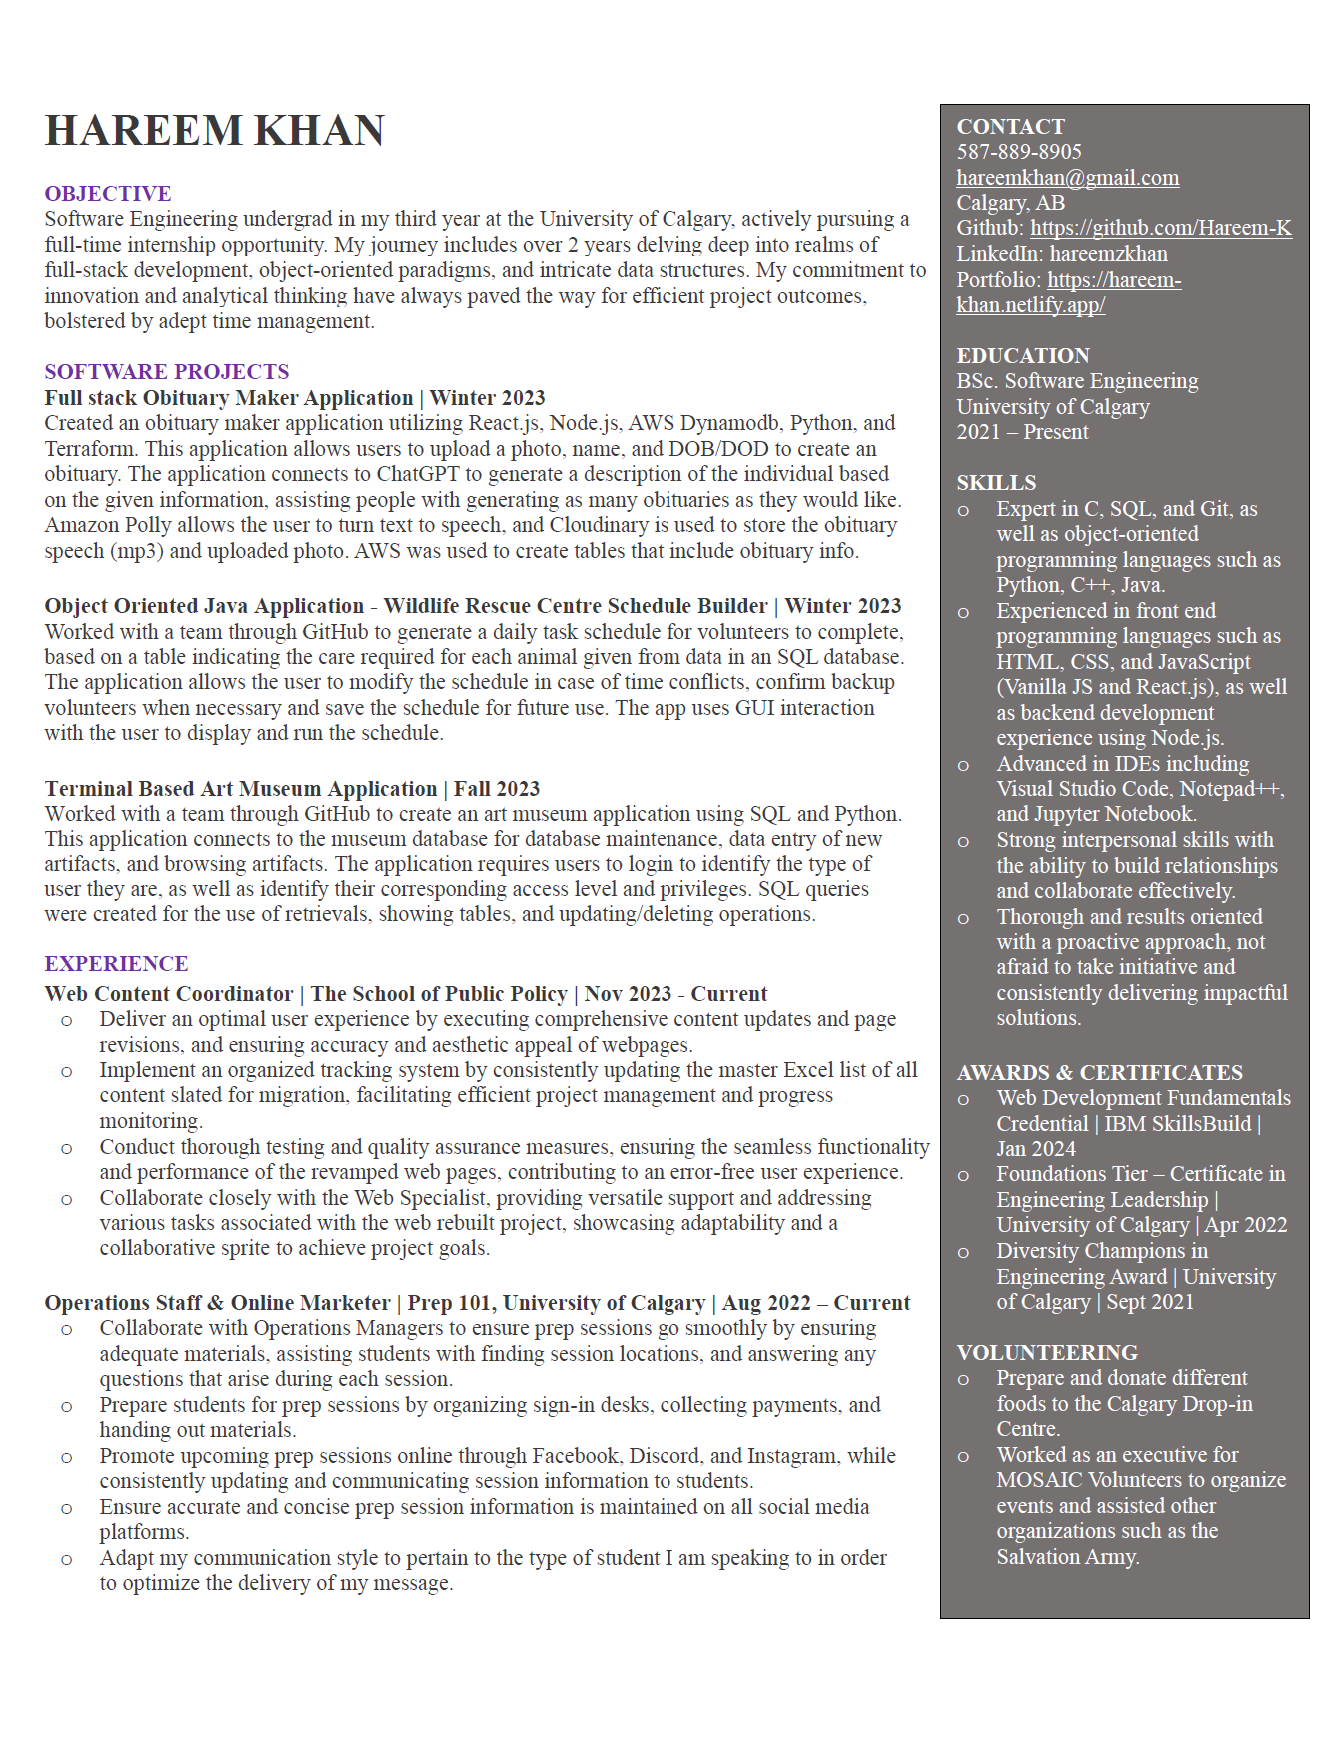 HAREEM KHAN
OBJECTIVE
Software Engineering undergrad in my third year at the University of Calgary, actively pursuing a
full-time internship opportunity. My journey includes over 2 years delving deep into realms of
full-stack development, object-oriented paradigms, and intricate data structures. My commitment to
innovation and analytical thinking have always paved the way for efficient project outcomes,
bolstered by adept time management.
SOFTWARE PROJECTS
Full stack Obituary Maker Application | Winter 2023
Created an obituary maker application utilizing React.js, Node.js, AWS Dynamodb, Python, and
Terraform. This application allows users to upload a photo, name, and DOB/DOD to create an
obituary. The application connects to ChatGPT to generate a description of the individual based
on the given information, assisting people with generating as many obituaries as they would like.
Amazon Polly allows the user to turn text to speech, and Cloudinary is used to store the obituary
speech (mp3) and uploaded photo. AWS was used to create tables that include obituary info.
Object Oriented Java Application - Wildlife Rescue Centre Schedule Builder | Winter 2023
Worked with a team through GitHub to generate a daily task schedule for volunteers to complete,
based on a table indicating the care required for each animal given from data in an SQL database.
The application allows the user to modify the schedule in case of time conflicts, confirm backup
volunteers when necessary and save the schedule for future use. The app uses GUI interaction
with the user to display and run the schedule.
Terminal Based Art Museum Application | Fall 2023
Worked with a team through GitHub to create an art museum application using SQL and Python.
This application connects to the museum database for database maintenance, data entry of new
artifacts, and browsing artifacts. The application requires users to login to identify the type of
user they are, as well as identify their corresponding access level and privileges. SQL queries
were created for the use of retrievals, showing tables, and updating/deleting operations.
EXPERIENCE
Web Content Coordinator | The School of Public Policy | Nov 2023 - Current
o Deliver an optimal user experience by executing comprehensive content updates and page
revisions, and ensuring accuracy and aesthetic appeal of webpages.
o Implement an organized tracking system by consistently updating the master Excel list of all
content slated for migration, facilitating efficient project management and progress
monitoring.
o Conduct thorough testing and quality assurance measures, ensuring the seamless functionality
and performance of the revamped web pages, contributing to an error-free user experience.
o Collaborate closely with the Web Specialist, providing versatile support and addressing
various tasks associated with the web rebuilt project, showcasing adaptability and a
collaborative sprite to achieve project goals.
Operations Staff & Online Marketer | Prep 101, University of Calgary | Aug 2022 – Current
o Collaborate with Operations Managers to ensure prep sessions go smoothly by ensuring
adequate materials, assisting students with finding session locations, and answering any
questions that arise during each session.
o Prepare students for prep sessions by organizing sign-in desks, collecting payments, and
handing out materials.
o Promote upcoming prep sessions online through Facebook, Discord, and Instagram, while
consistently updating and communicating session information to students.
o Ensure accurate and concise prep session information is maintained on all social media
platforms.
o Adapt my communication style to pertain to the type of student I am speaking to in order
to optimize the delivery of my message.
CONTACT
587-889-8905
hareemkhan@gmail.com
Calgary, AB
Github: https://github.com/Hareem-K
LinkedIn: hareemzkhan
Portfolio: https://hareem-
khan.netlify.app/
EDUCATION
BSc. Software Engineering
University of Calgary
2021 – Present
SKILLS
o Expert in C, SQL, and Git, as
well as object-oriented
programming languages such as
Python, C++, Java.
o Experienced in front end
programming languages such as
HTML, CSS, and JavaScript
(Vanilla JS and React.js), as well
as backend development
experience using Node.js.
o Advanced in IDEs including
Visual Studio Code, Notepad++,
and Jupyter Notebook.
o Strong interpersonal skills with
the ability to build relationships
and collaborate effectively.
o Thorough and results oriented
with a proactive approach, not
afraid to take initiative and
consistently delivering impactful
solutions.
AWARDS & CERTIFICATES
o Web Development Fundamentals
Credential | IBM SkillsBuild |
Jan 2024
o Foundations Tier – Certificate in
Engineering Leadership |
University of Calgary | Apr 2022
o Diversity Champions in
Engineering Award | University
of Calgary | Sept 2021
VOLUNTEERING
o Prepare and donate different
foods to the Calgary Drop-in
Centre.
o Worked as an executive for
MOSAIC Volunteers to organize
events and assisted other
organizations such as the
Salvation Army.